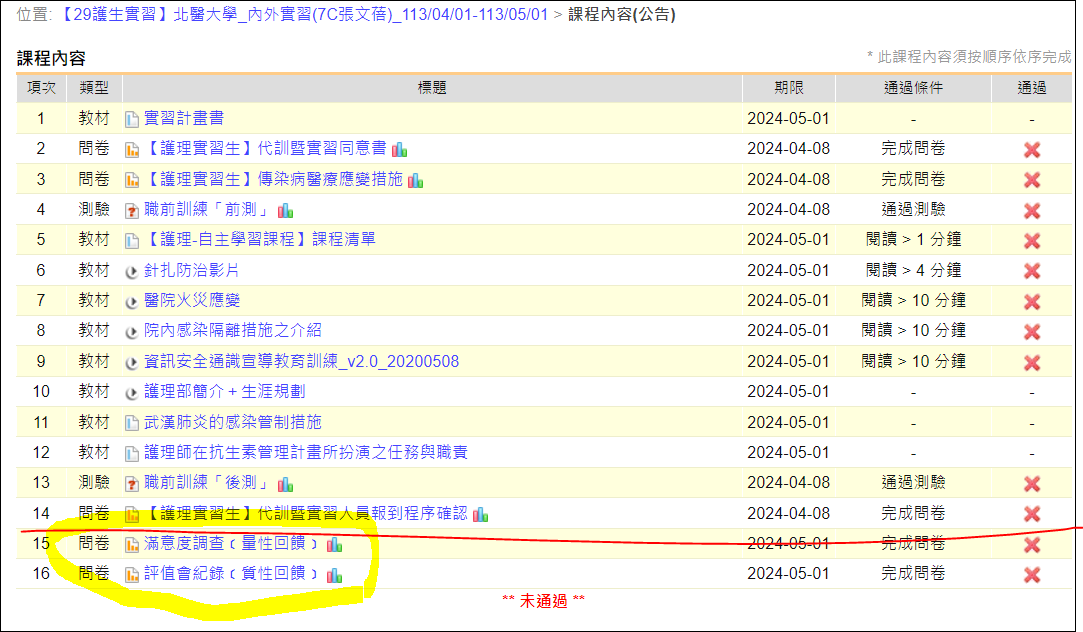 位置: 【29護生實習】北醫大學_內外實習(7C張文蓓)_113/04/01-113/05/01 > 課程內容(公告)
課程內容 * 此課程內容須按順序依序完成
項次 類型 標題 期限 通過條件 通過
1 教材 實習計畫書 2024-05-01 - -
2 問卷 【護理實習生】代訓暨實習同意書 2024-04-08 完成問卷
3 問卷 【護理實習生】傳染病醫療應變措施 2024-04-08 完成問卷
4 測驗 職前訓練「前測」 2024-04-08 通過測驗
5 教材 【護理-自主學習課程】課程清單 2024-05-01 閱讀 > 1 分鐘
6 教材 針扎防治影片 2024-05-01 閱讀 > 4 分鐘
7 教材 醫院火災應變 2024-05-01 閱讀 > 10 分鐘
8 教材 院內感染隔離措施之介紹 2024-05-01 閱讀 > 10 分鐘
9 教材 資訊安全通識宣導教育訓練_v2.0_20200508 2024-05-01 閱讀 > 10 分鐘
10 教材 護理部簡介＋生涯規劃 2024-05-01 - -
11 教材 武漢肺炎的感染管制措施 2024-05-01 - -
12 教材 護理師在抗生素管理計畫所扮演之任務與職責 2024-05-01 - -
13 測驗 職前訓練「後測」 2024-04-08 通過測驗
14 問卷 【護理實習生】代訓暨實習人員報到程序確認 2024-04-08 完成問卷
15 問卷 滿意度調查﹝量性回饋﹞ 2024-05-01 完成問卷
16 問卷 評值會紀錄﹝質性回饋﹞ 2024-05-01 完成問卷
** 未通過 **